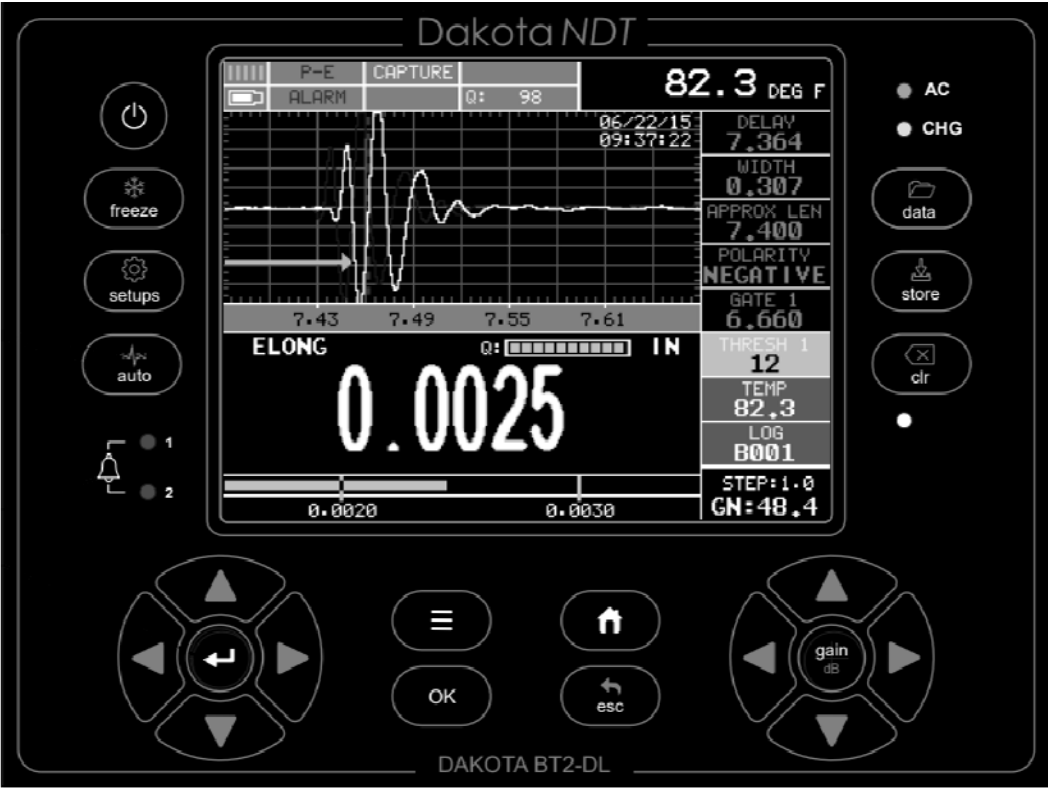 Dakota NDT
P-E CAPTURE
ALARM Q: 98
82.3 DEG F
06/22/15
09:37:22
7.43 7.49 7.55 7.61
DELAY
7.364
WIDTH
0.307
APPROX LEN
7.400
POLARITY
NEGATIVE
GATE 1
6.660
THRESH 1
12
TEMP
82.3
LOG
B001
STEP:1.0
GN:48.4
ELONG Q: IN
0.0025
0.0020 0.0030
freeze
setups
auto
1
2
AC
CHG
data
store
clr
OK
esc
gain
dB
DAKOTA BT2-DL